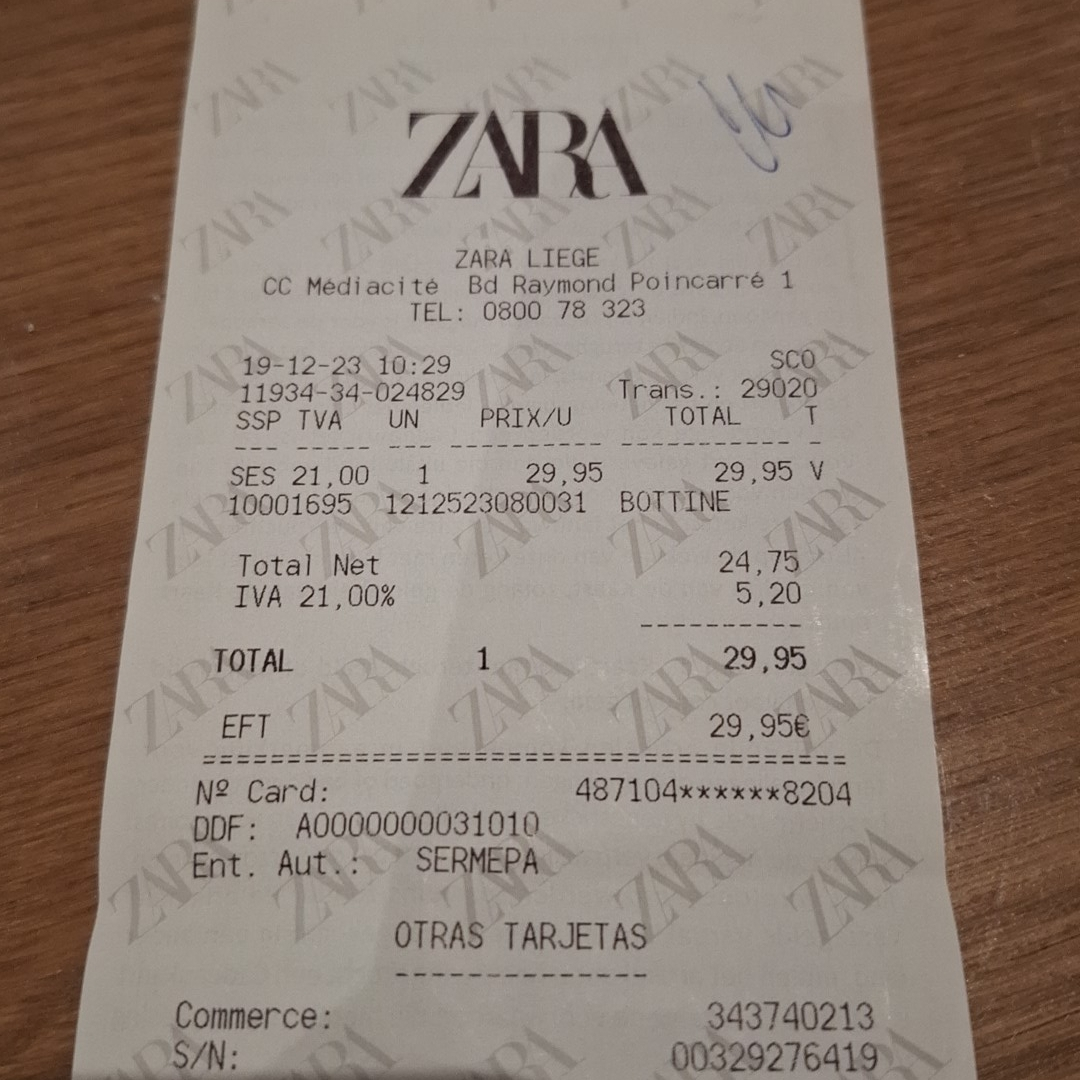 ZARA
ZARA LIEGE
CC Médiacité Bd Raymond Poincarré 1
TEL: 0800 78 323
19-12-23 10:29 SCO
11934-34-024829 Trans.: 29020
SSP TVA UN PRIX/U TOTAL T
--- ----- --- ---------- ----------- -
SES 21,00 1 29,95 29,95 V
10001695 1212523080031 BOTTINE
Total Net 24,75
IVA 21,00% 5,20
----------
TOTAL 1 29,95
EFT 29,95€
======================================
Nº Card: 487104******8204
DDF: A0000000031010
Ent. Aut.: SERMEPA
OTRAS TARJETAS
--------------
Commerce: 343740213
S/N: 00329276419